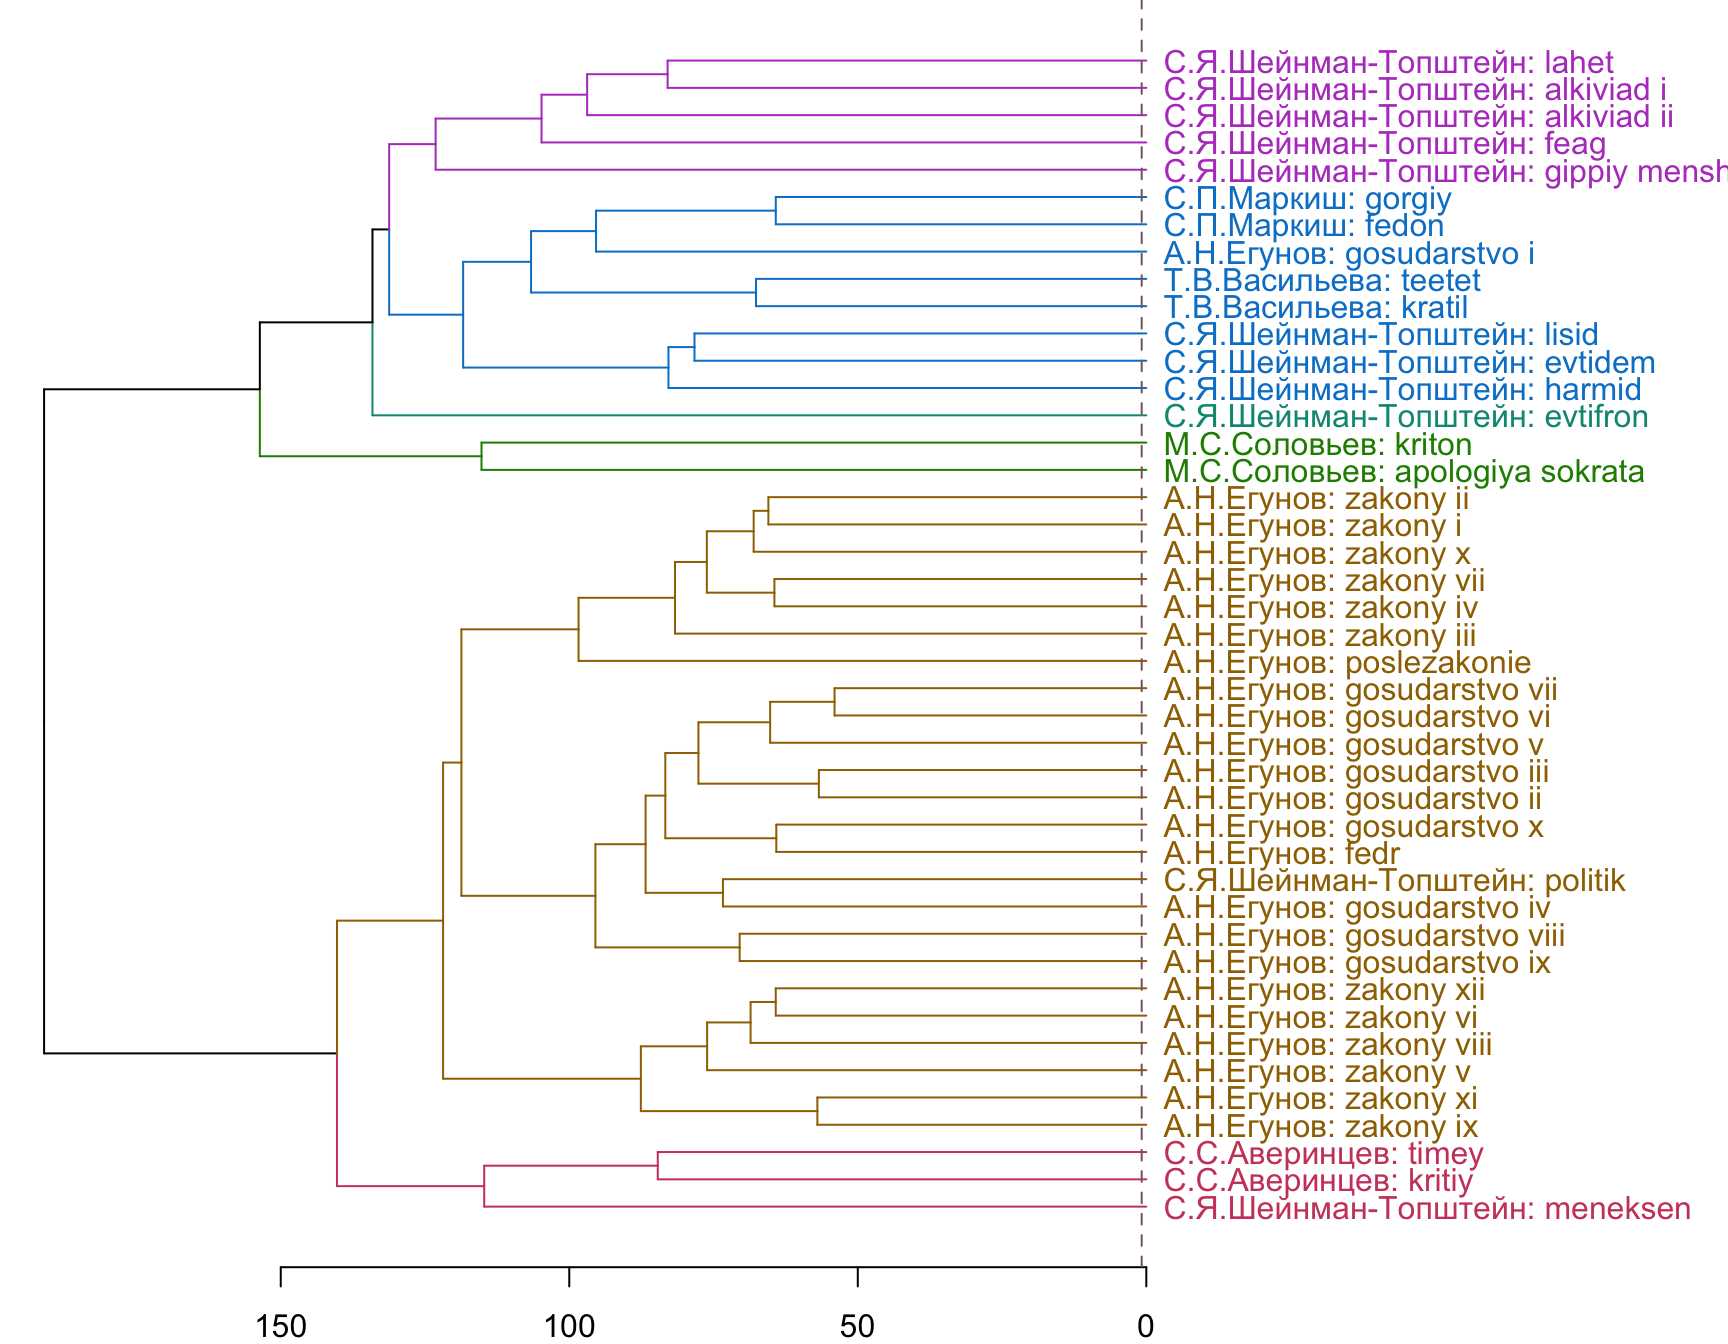 С.Я.Шейнман-Топштейн: lahet
С.Я.Шейнман-Топштейн: alkiviad i
С.Я.Шейнман-Топштейн: alkiviad ii
С.Я.Шейнман-Топштейн: feag
С.Я.Шейнман-Топштейн: gippiy mensh
С.П.Маркиш: gorgiy
С.П.Маркиш: fedon
А.Н.Егунов: gosudarstvo i
Т.В.Васильева: teetet
Т.В.Васильева: kratil
С.Я.Шейнман-Топштейн: lisid
С.Я.Шейнман-Топштейн: evtidem
С.Я.Шейнман-Топштейн: harmid
С.Я.Шейнман-Топштейн: evtifron
М.С.Соловьев: kriton
М.С.Соловьев: apologiya sokrata
А.Н.Егунов: zakony ii
А.Н.Егунов: zakony i
А.Н.Егунов: zakony x
А.Н.Егунов: zakony vii
А.Н.Егунов: zakony iv
А.Н.Егунов: zakony iii
А.Н.Егунов: poslezakonie
А.Н.Егунов: gosudarstvo vii
А.Н.Егунов: gosudarstvo vi
А.Н.Егунов: gosudarstvo v
А.Н.Егунов: gosudarstvo iii
А.Н.Егунов: gosudarstvo ii
А.Н.Егунов: gosudarstvo x
А.Н.Егунов: fedr
С.Я.Шейнман-Топштейн: politik
А.Н.Егунов: gosudarstvo iv
А.Н.Егунов: gosudarstvo viii
А.Н.Егунов: gosudarstvo ix
А.Н.Егунов: zakony xii
А.Н.Егунов: zakony vi
А.Н.Егунов: zakony viii
А.Н.Егунов: zakony v
А.Н.Егунов: zakony xi
А.Н.Егунов: zakony ix
С.С.Аверинцев: timey
С.С.Аверинцев: kritiy
С.Я.Шейнман-Топштейн: meneksen
150 100 50 0